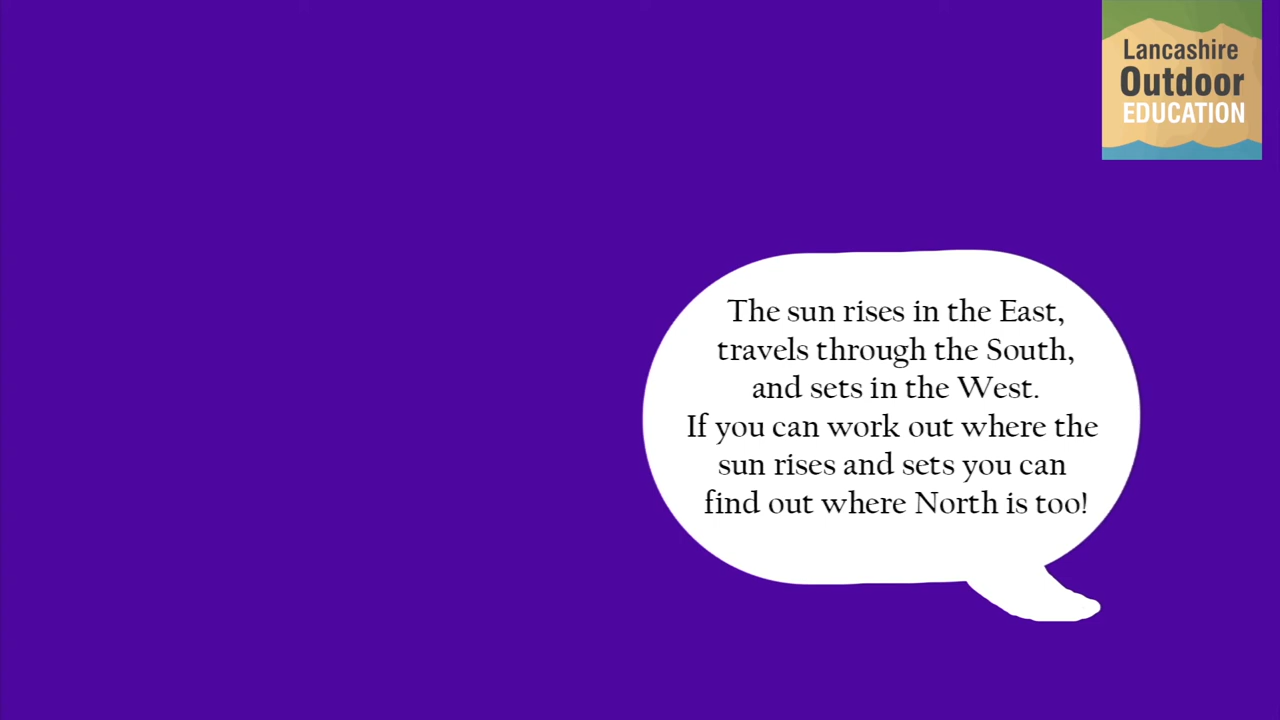 Lancashire
Outdoor
EDUCATION
The sun rises in the East,
travels through the South,
and sets in the West.
If you can work out where the
sun rises and sets you can
find out where North is too!